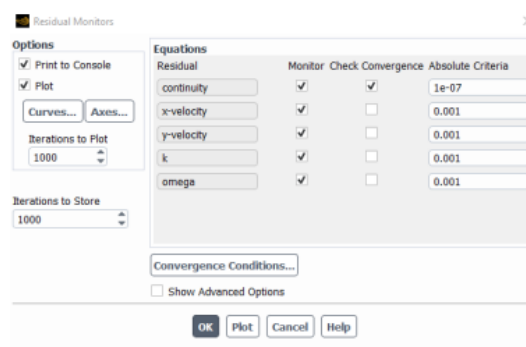 Residual Monitors
Options
Print to Console
Plot
Curves... Axes...
Iterations to Plot
1000
Iterations to Store
1000
Equations
Residual Monitor Check Convergence Absolute Criteria
continuity 1e-07
x-velocity 0.001
y-velocity 0.001
k 0.001
omega 0.001
Convergence Conditions...
Show Advanced Options
OK Plot Cancel Help